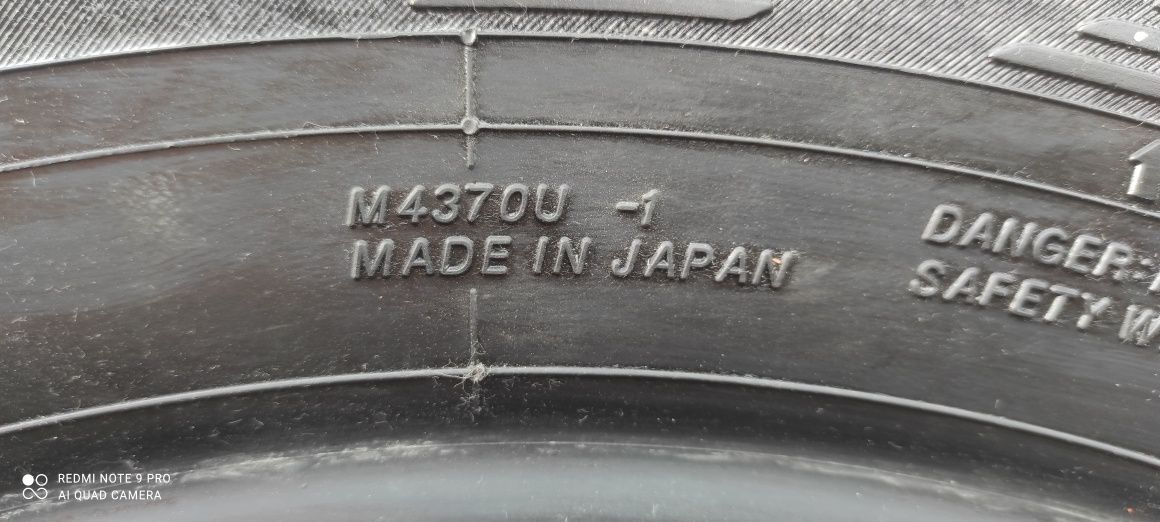 M4370U -1
MADE IN JAPAN
DANGER:
SAFETY
REDMI NOTE 9 PRO
AI QUAD CAMERA